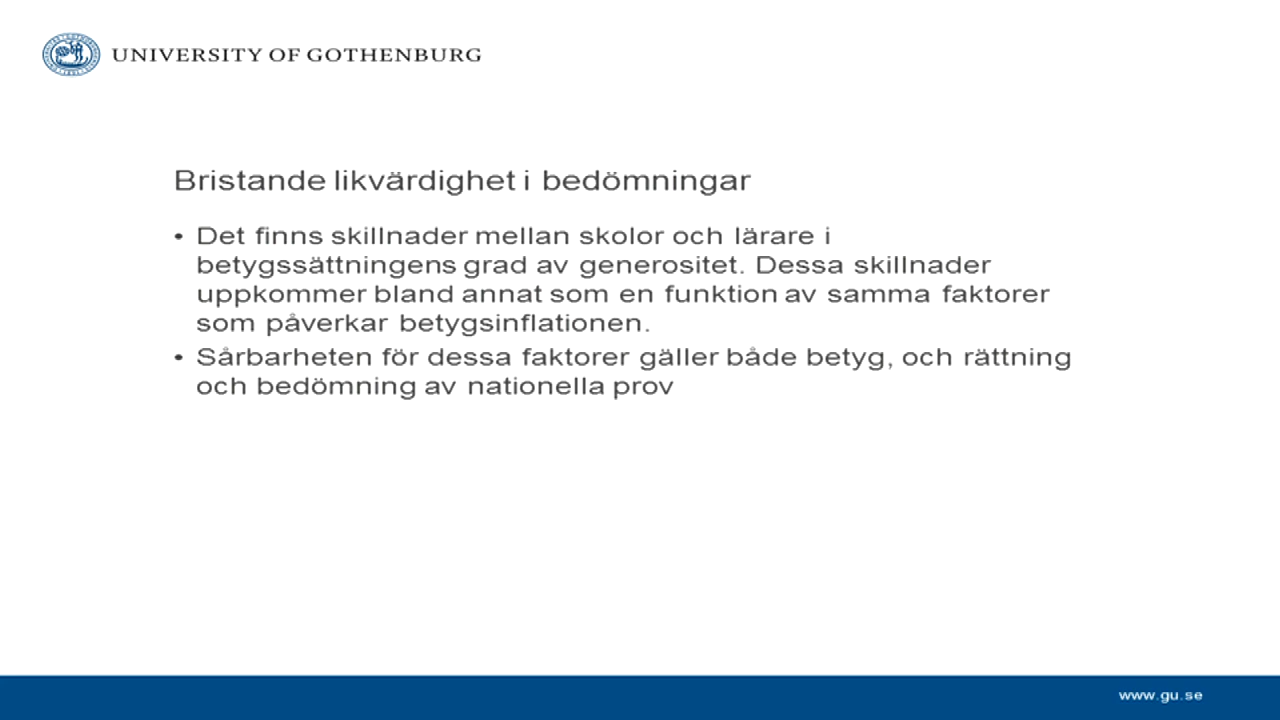 UNIVERSITY OF GOTHENBURG
Bristande likvärdighet i bedömningar
• Det finns skillnader mellan skolor och lärare i
betygssättningens grad av generositet. Dessa skillnader
uppkommer bland annat som en funktion av samma faktorer
som påverkar betygsinflationen.
• Sårbarheten för dessa faktorer gäller både betyg, och rättning
och bedömning av nationella prov
www.gu.se